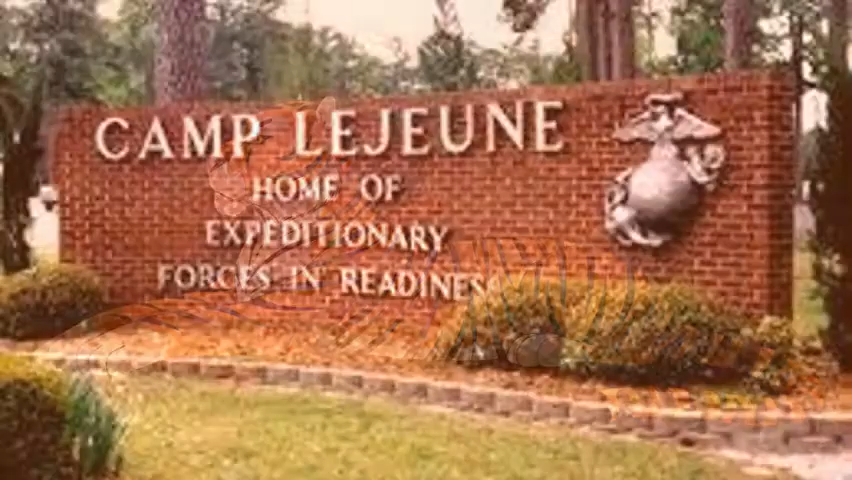 CAMP LEJEUNE
HOME OF
EXPEDITIONARY
FORCES IN READINESS